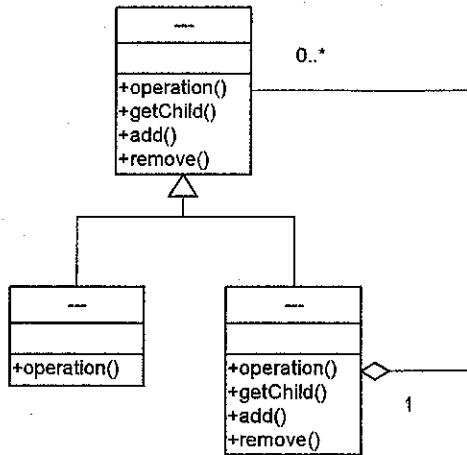 ---
0..*
+operation()
+getChild()
+add()
+remove()
---
---
+operation()
+operation()
+getChild()
+add()
+remove()
1